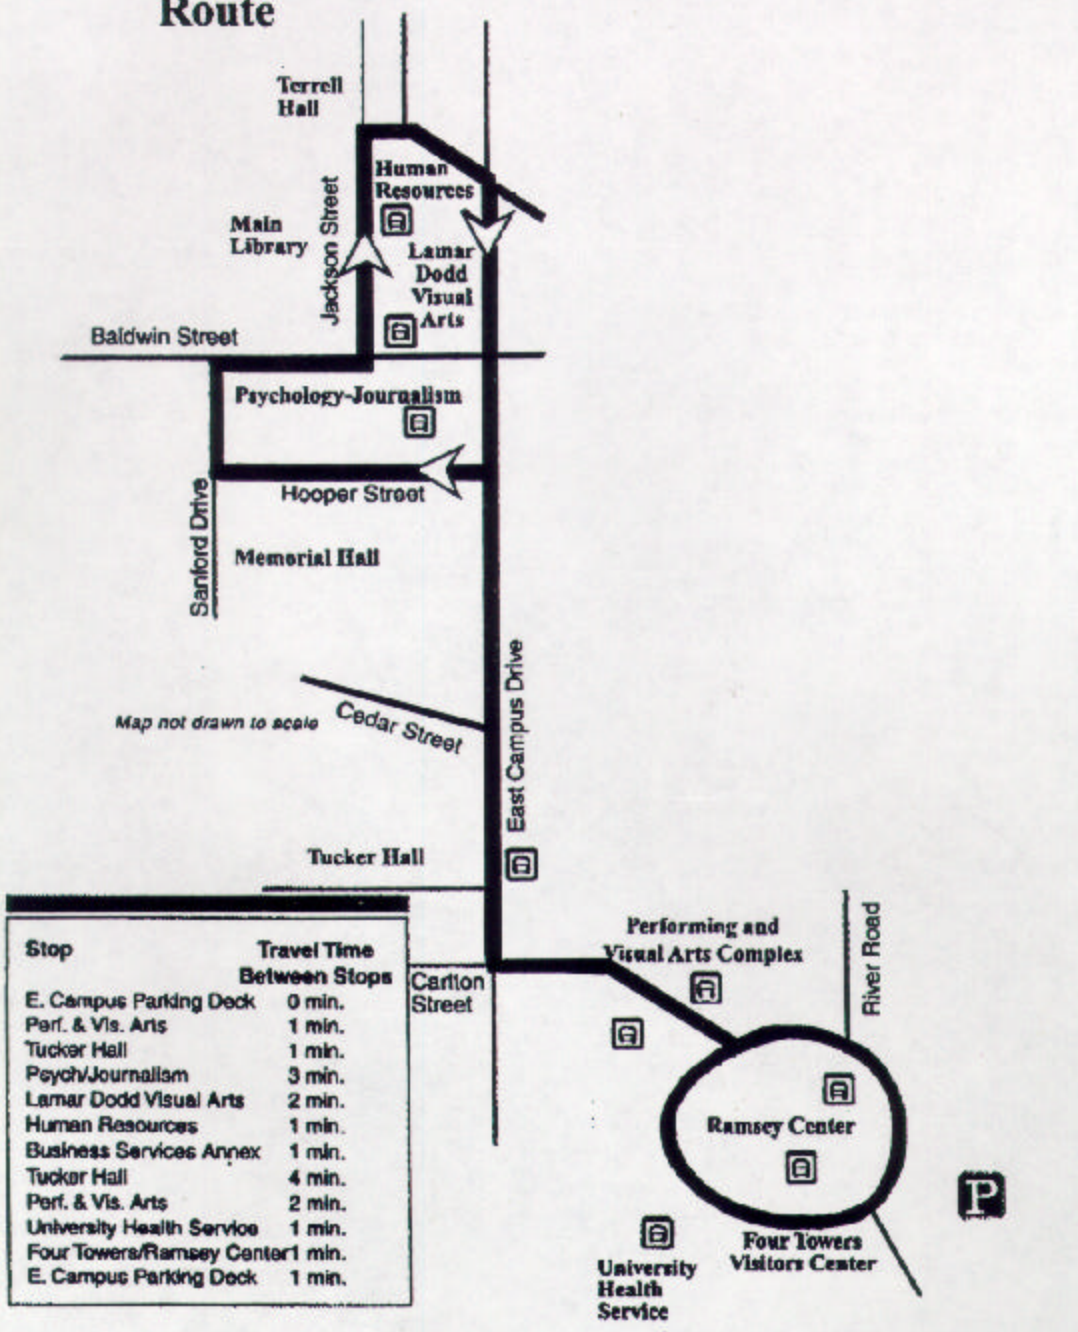 Route
Terrell
Hall
Human
Resources
Jackson Street
Main
Library
Lamar
Dodd
Visual
Arts
Baldwin Street
Psychology-Journalism
Hooper Street
Sanford Drive
Memorial Hall
East Campus Drive
Map not drawn to scale
Cedar Street
Tucker Hall
Performing and
Visual Arts Complex
River Road
Carlton
Street
Stop Travel Time
Between Stops
E. Campus Parking Deck 0 min.
Perf. & Vis. Arts 1 min.
Tucker Hall 1 min.
Psych/Journalism 3 min.
Lamar Dodd Visual Arts 2 min.
Human Resources 1 min.
Business Services Annex 1 min.
Tucker Hall 4 min.
Perf. & Vis. Arts 2 min.
University Health Service 1 min.
Four Towers/Ramsey Center1 min.
E. Campus Parking Deck 1 min.
Ramsey Center
P
Four Towers
Visitors Center
University
Health
Service